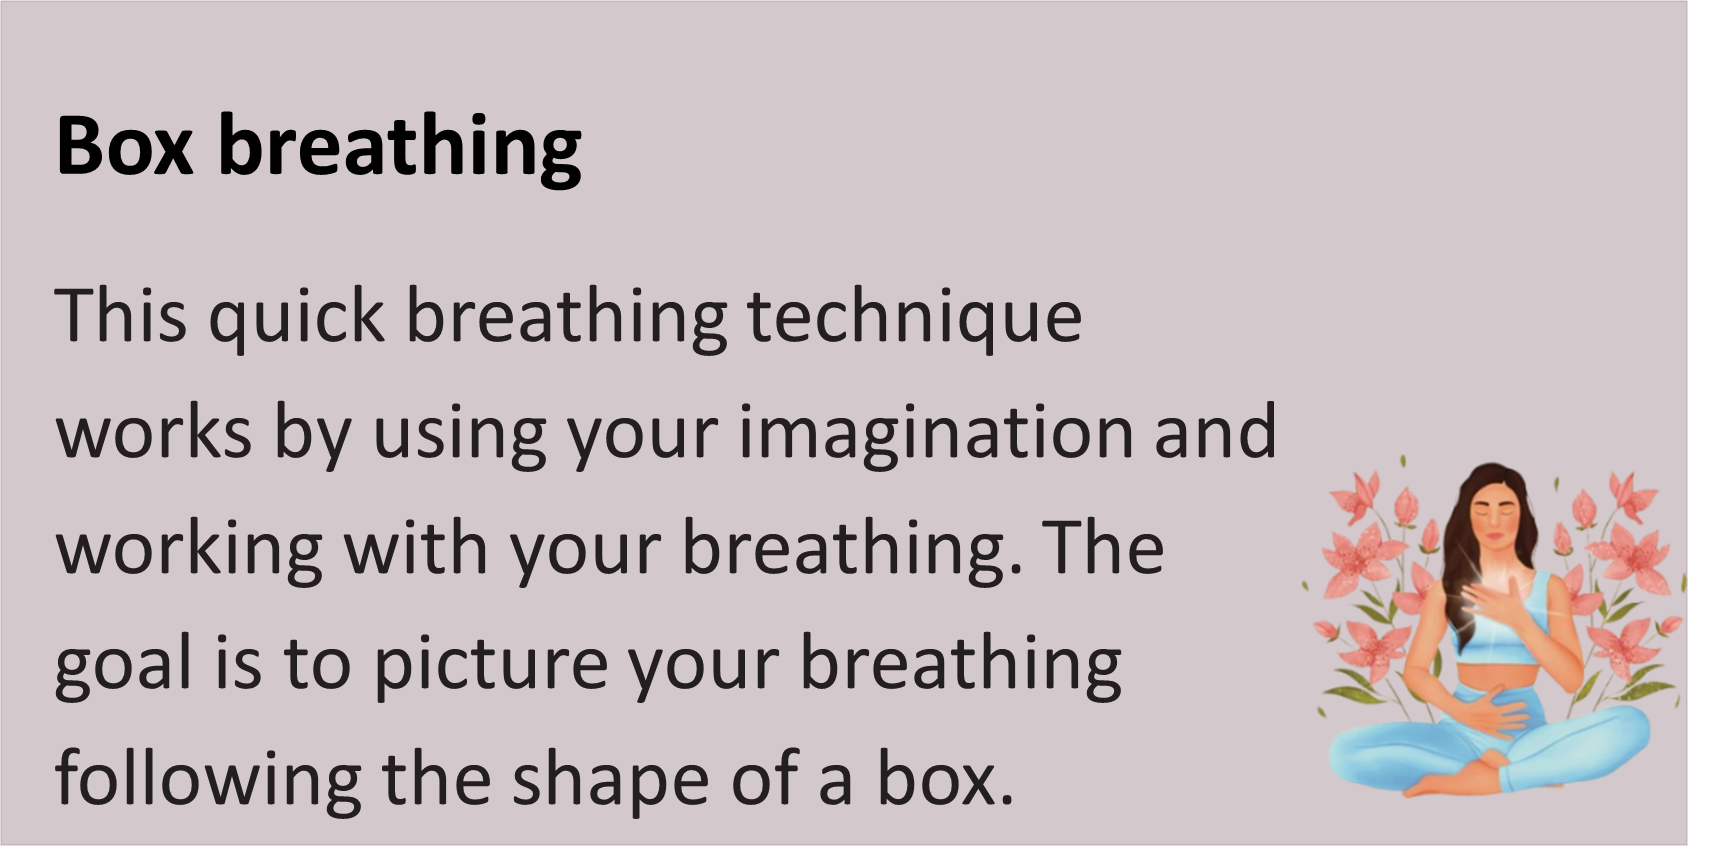 Box breathing
This quick breathing technique
works by using your imagination and
working with your breathing. The
goal is to picture your breathing
following the shape of a box.